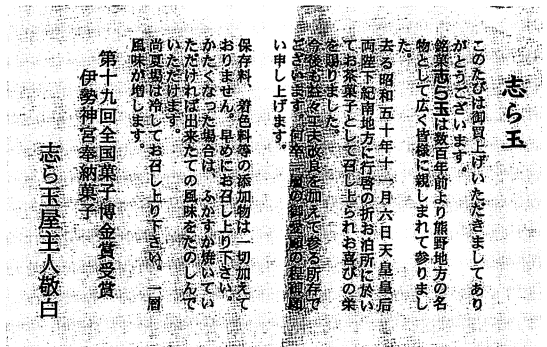 志ら玉
このたびは御買上げいただきましてあり
がとうございます。
銘菓志ら玉は数百年前より熊野地方の名
物として広く皆様に親しまれて参りまし
た。
去る昭和五十年十一月六日天皇皇后
両陛下紀南地方に行啓の折お泊所に於い
てお茶菓子として召し上られお喜びの栄
を賜りました。
今後も益々工夫改良を加えて参る所存で
ございます。何卒一層の御愛顧の程御願
い申し上げます。
保存料、着色料等の添加物は一切加えて
おりません。早めにお召し上り下さい。
かたくなった場合は、ふかすか焼いてい
ただければ出来たての風味をたのしんで
いただけます。
尚夏場は冷してお召し上り下さい。一層
風味が増します。
第十九回全国菓子博金賞受賞
伊勢神宮奉納菓子
志ら玉屋主人敬白